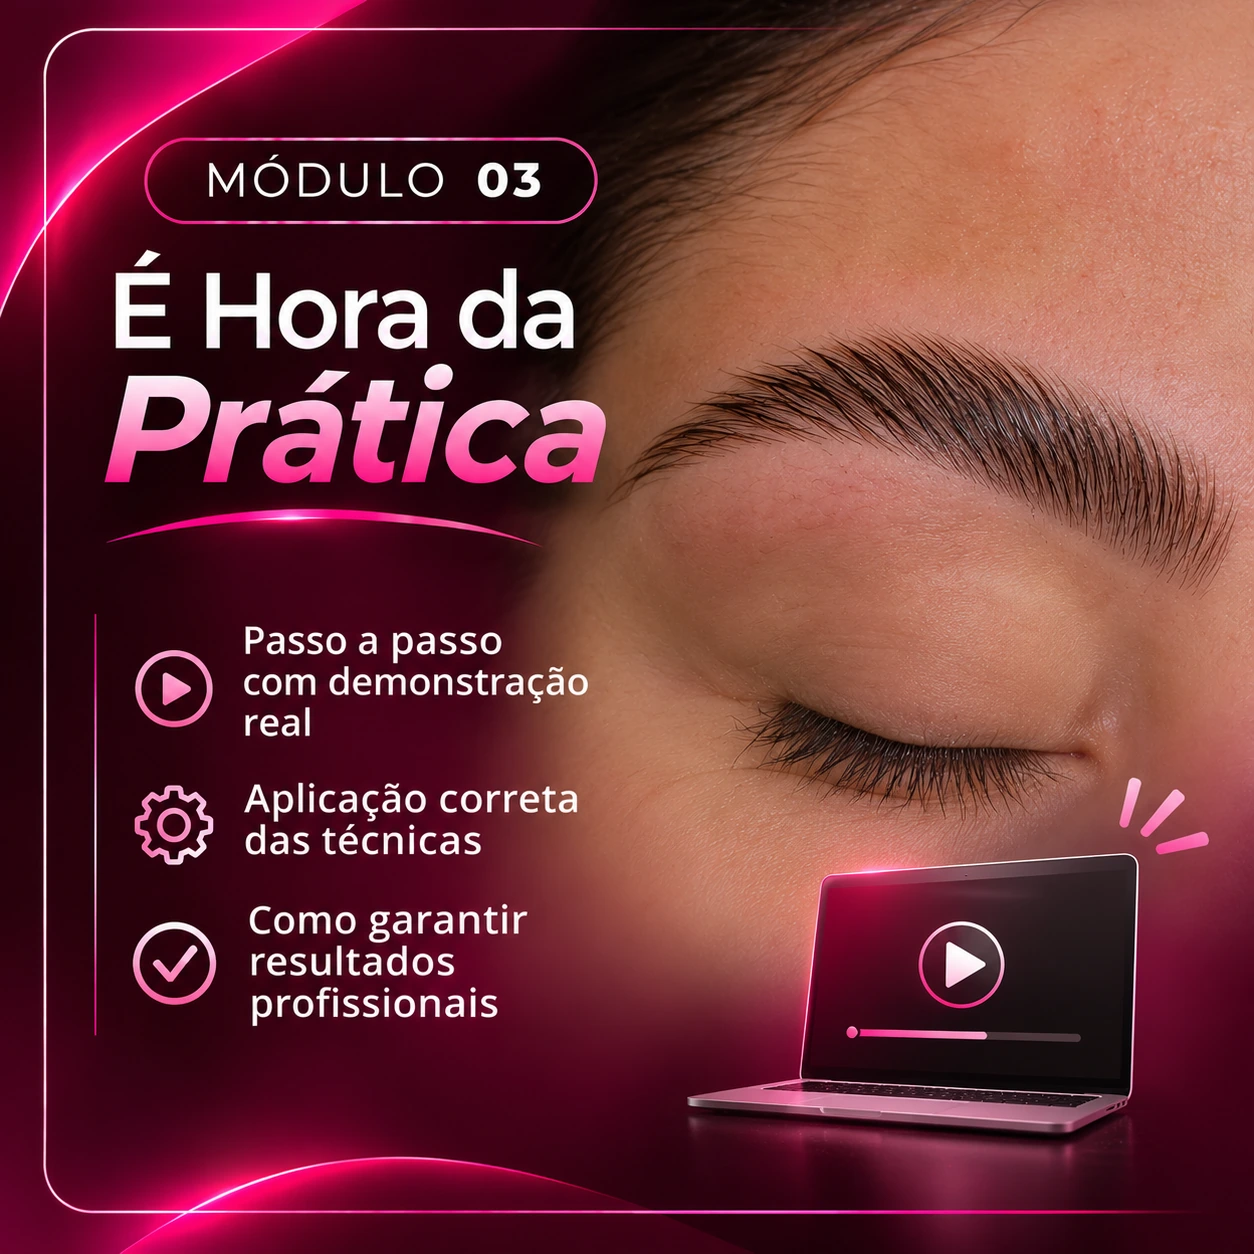 MÓDULO 03
É Hora da
Prática
Passo a passo
com demonstração
real
Aplicação correta
das técnicas
Como garantir
resultados
profissionais